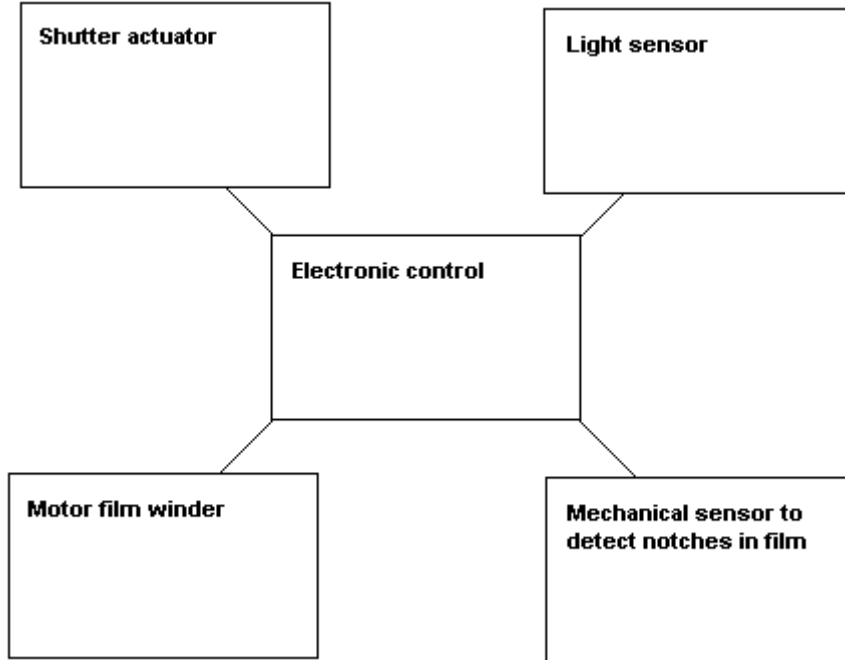 Shutter actuator
Light sensor
Electronic control
Motor film winder
Mechanical sensor to
detect notches in film